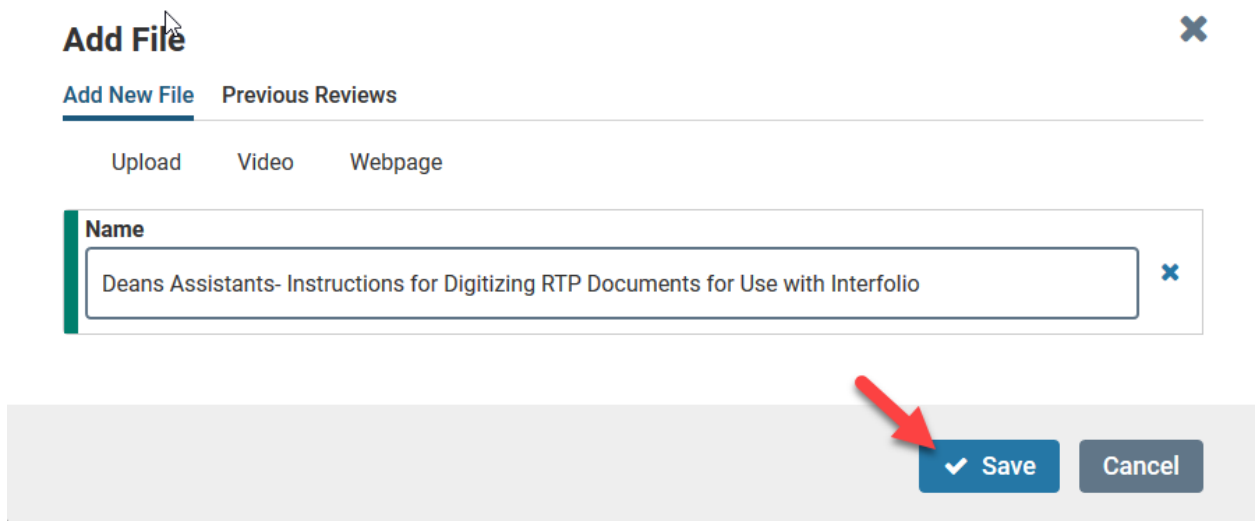 Add File
Add New File Previous Reviews
Upload Video Webpage
Name
Deans Assistants- Instructions for Digitizing RTP Documents for Use with Interfolio
Save Cancel